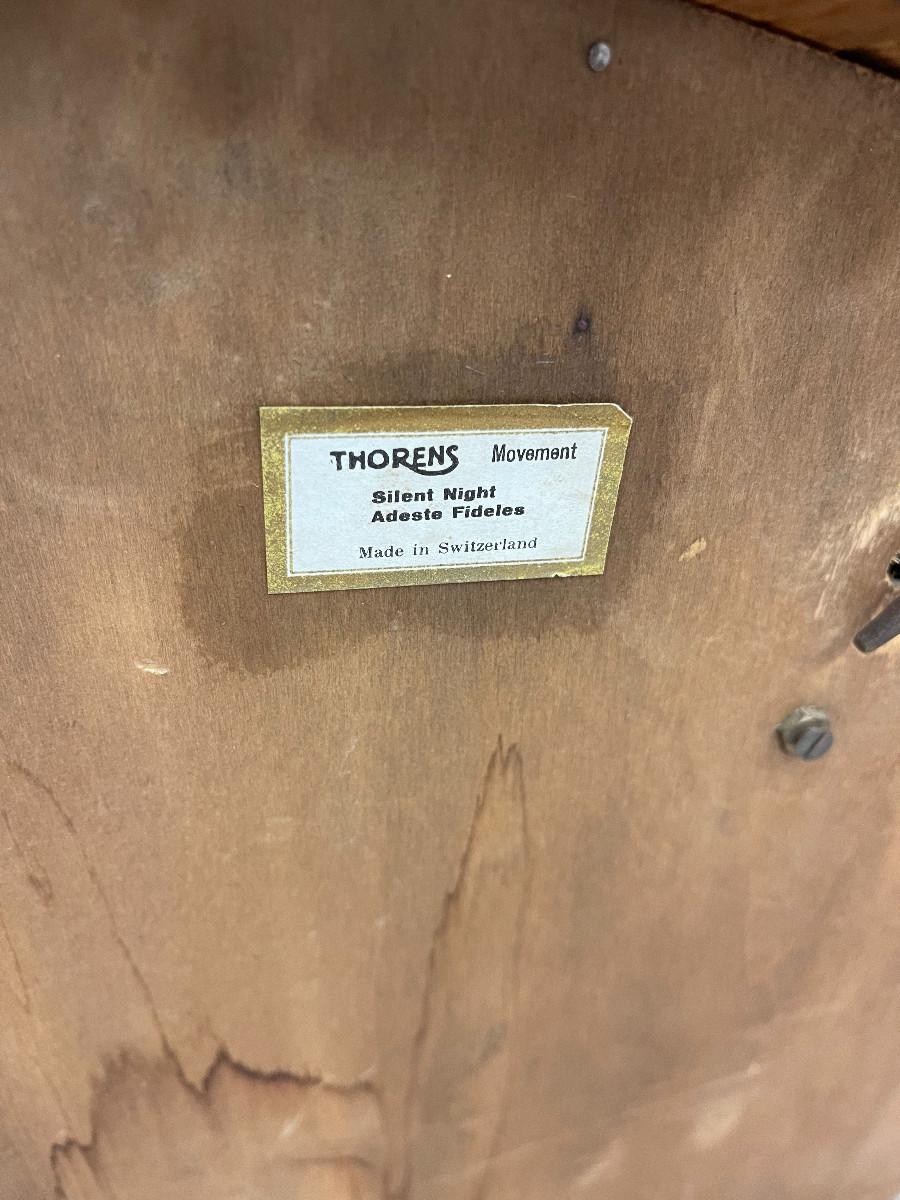 THORENS Movement
Silent Night
Adeste Fideles
Made in Switzerland